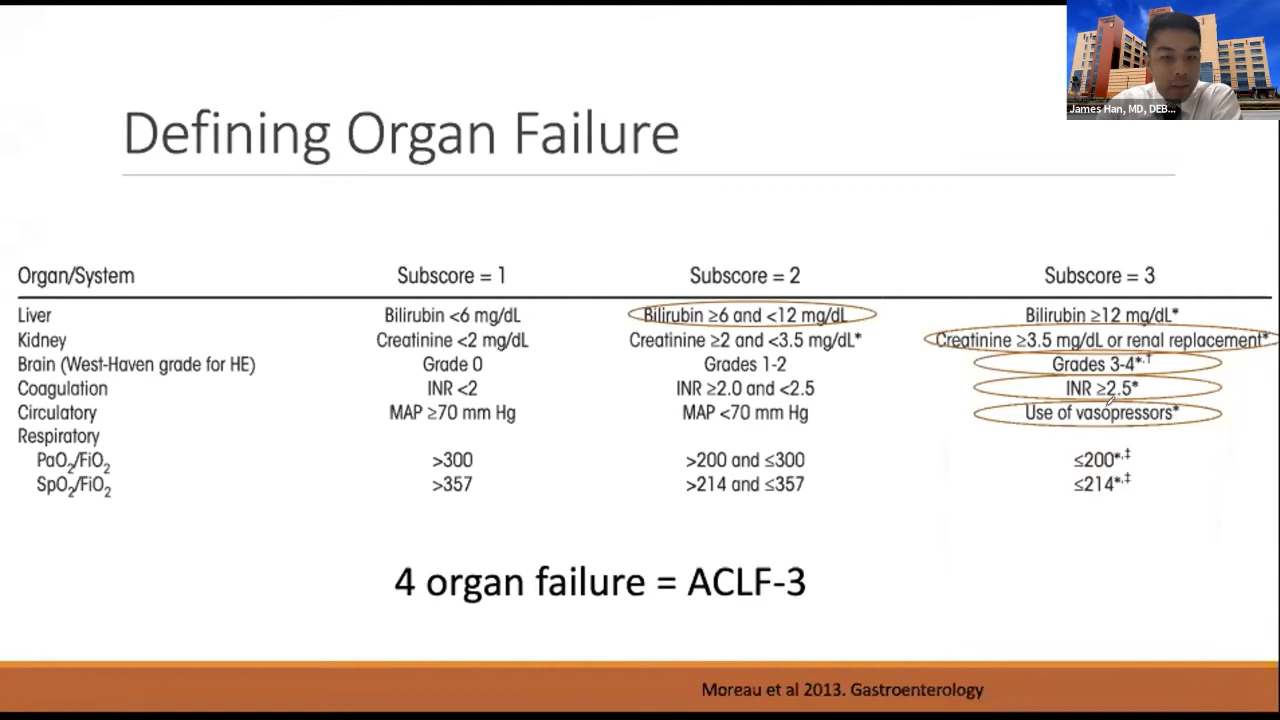 James Han, MD, DEB...
Defining Organ Failure
Organ/System Subscore = 1 Subscore = 2 Subscore = 3
Liver Bilirubin <6 mg/dL Bilirubin ≥6 and <12 mg/dL Bilirubin ≥12 mg/dL*
Kidney Creatinine <2 mg/dL Creatinine ≥2 and <3.5 mg/dL* Creatinine ≥3.5 mg/dL or renal replacement*
Brain (West-Haven grade for HE) Grade 0 Grades 1-2 Grades 3-4*,†
Coagulation INR <2 INR ≥2.0 and <2.5 INR ≥2.5*
Circulatory MAP ≥70 mm Hg MAP <70 mm Hg Use of vasopressors*
Respiratory
PaO2/FiO2 >300 >200 and ≤300 ≤200*,‡
SpO2/FiO2 >357 >214 and ≤357 ≤214*,‡
4 organ failure = ACLF-3
Moreau et al 2013. Gastroenterology